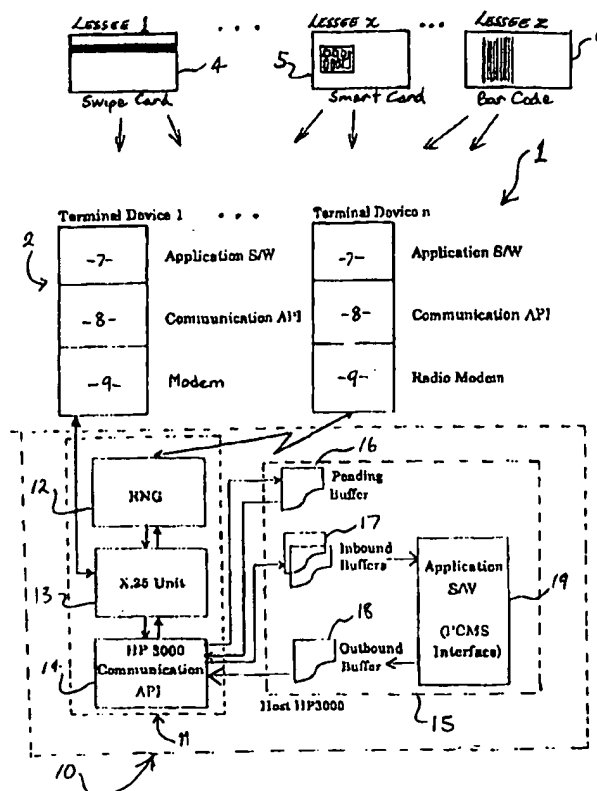 LESSEE 1 ... LESSEE x ... LESSEE z
4 5
Swipe Card Smart Card Bar Code
1
Terminal Device 1 ... Terminal Device n
2
-7- Application S/W -7- Application S/W
-8- Communication API -8- Communication API
-9- Modem -9- Radio Modem
16
12 RNG Pending Buffer
17
13 X.25 Unit Inbound Buffers
Application S/W
19
18
14 HP 3000 Communication API Outbound Buffer
Interface)
Host HP3000
11 15
10